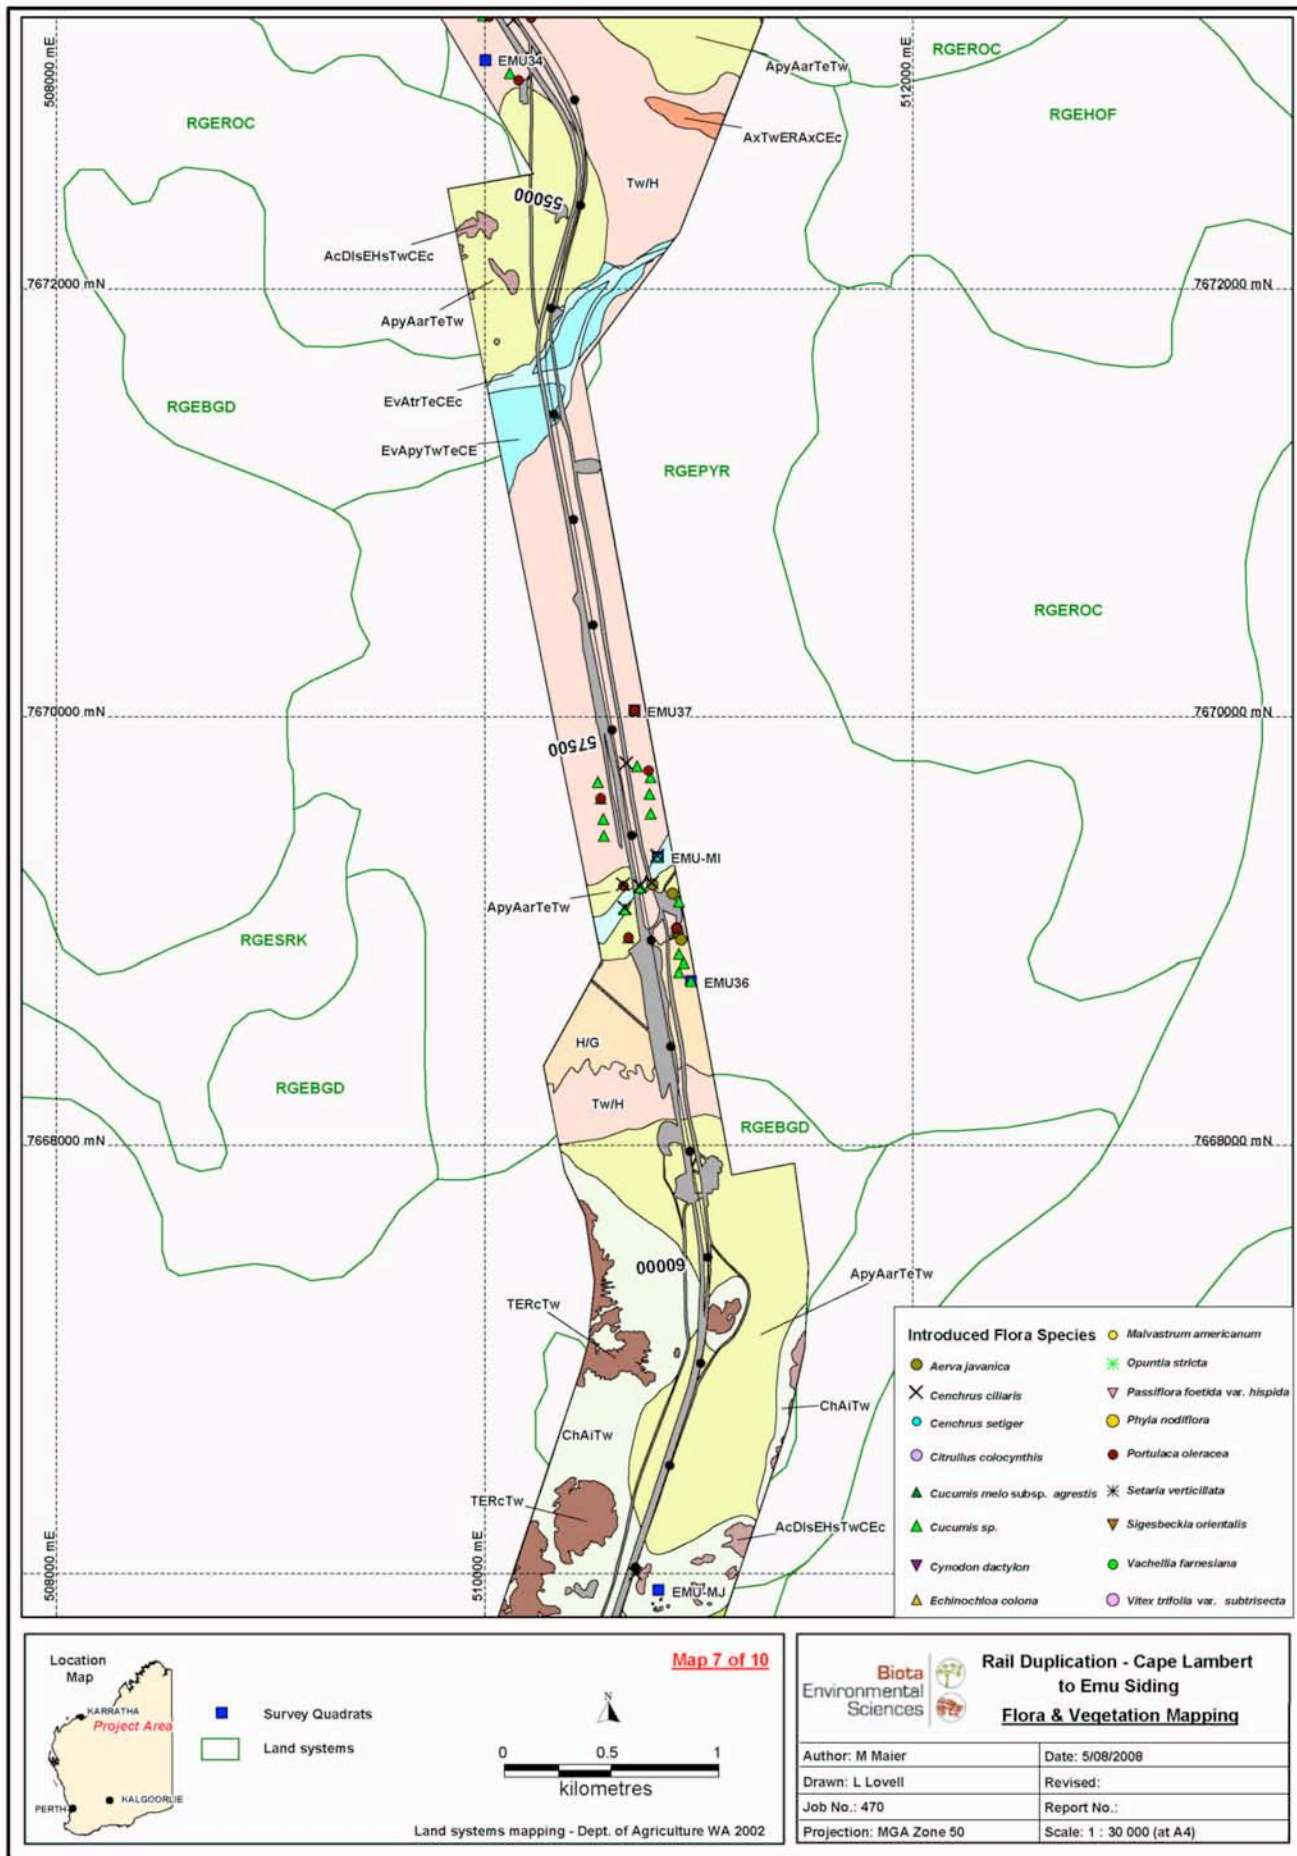 508000 mE
512000 mE
EMU34
ApyAarTeTw
RGEROC
RGEROC
RGEHOF
AxTwERAxCEc
Tw/H
55000
AcDlsEHsTwCEc
7672000 mN
7672000 mN
ApyAarTeTw
EvAtrTeCEc
RGEBGD
EvApyTwTeCE
RGEPYR
RGEROC
7670000 mN
EMU37
7670000 mN
57500
EMU-MI
ApyAarTeTw
RGESRK
EMU36
H/G
RGEBGD
Tw/H
RGEBGD
7668000 mN
7668000 mN
60000
ApyAarTeTw
TERcTw
ChAiTw
ChAiTw
TERcTw
AcDlsEHsTwCEc
508000 mE
510000 mE
EMU-MJ
Introduced Flora Species
Aerva javanica
Cenchrus ciliaris
Cenchrus setiger
Citrullus colocynthis
Cucumis melo subsp. agrestis
Cucumis sp.
Cynodon dactylon
Echinochloa colona
Malvastrum americanum
Opuntia stricta
Passiflora foetida var. hispida
Phyla nodiflora
Portulaca oleracea
Setaria verticillata
Sigesbeckia orientalis
Vachellia farnesiana
Vitex trifolia var. subtrisecta
Location
Map
KARRATHA
Project Area
PERTH
KALGOORLIE
Survey Quadrats
Land systems
Map 7 of 10
N
0 0.5 1
kilometres
Land systems mapping - Dept. of Agriculture WA 2002
Biota
Environmental
Sciences
Rail Duplication - Cape Lambert
to Emu Siding
Flora & Vegetation Mapping
Author: M Maier
Date: 5/08/2008
Drawn: L Lovell
Revised:
Job No.: 470
Report No.:
Projection: MGA Zone 50
Scale: 1 : 30 000 (at A4)